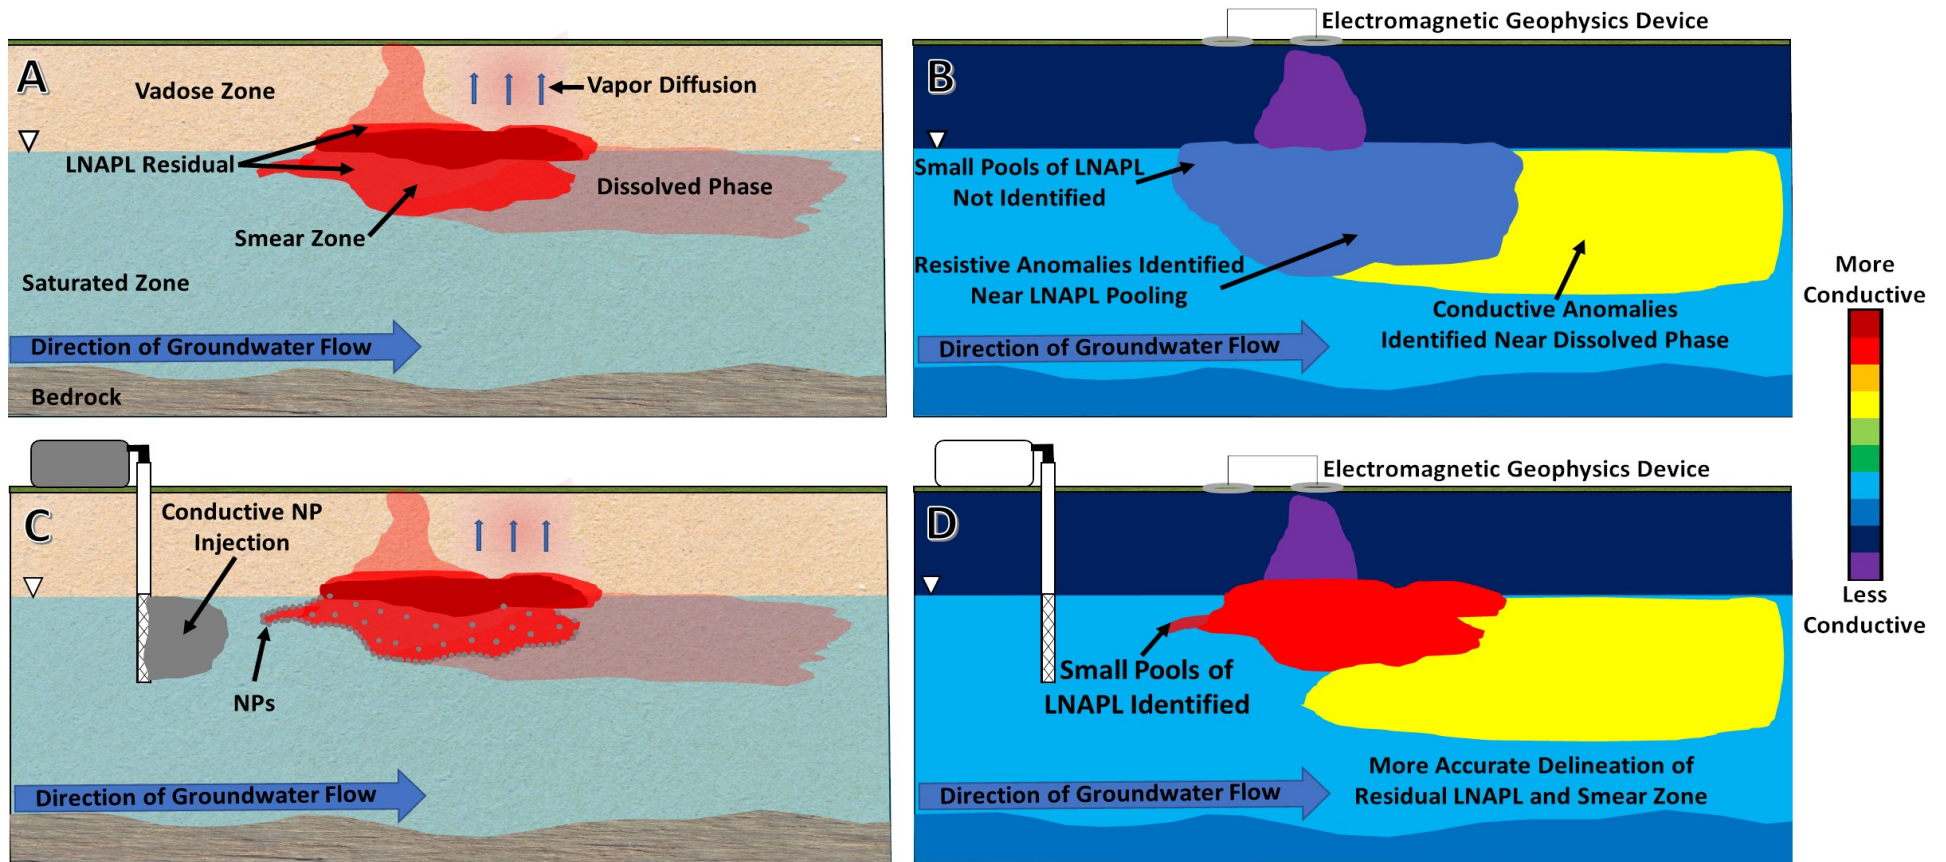 A
Vadose Zone
Vapor Diffusion
LNAPL Residual
Dissolved Phase
Smear Zone
Saturated Zone
Direction of Groundwater Flow
Bedrock
Electromagnetic Geophysics Device
B
Small Pools of LNAPL
Not Identified
Resistive Anomalies Identified
Near LNAPL Pooling
Conductive Anomalies
Identified Near Dissolved Phase
Direction of Groundwater Flow
More
Conductive
Less
Conductive
C
Conductive NP
Injection
NPs
Direction of Groundwater Flow
Electromagnetic Geophysics Device
D
Small Pools of
LNAPL Identified
More Accurate Delineation of
Residual LNAPL and Smear Zone
Direction of Groundwater Flow